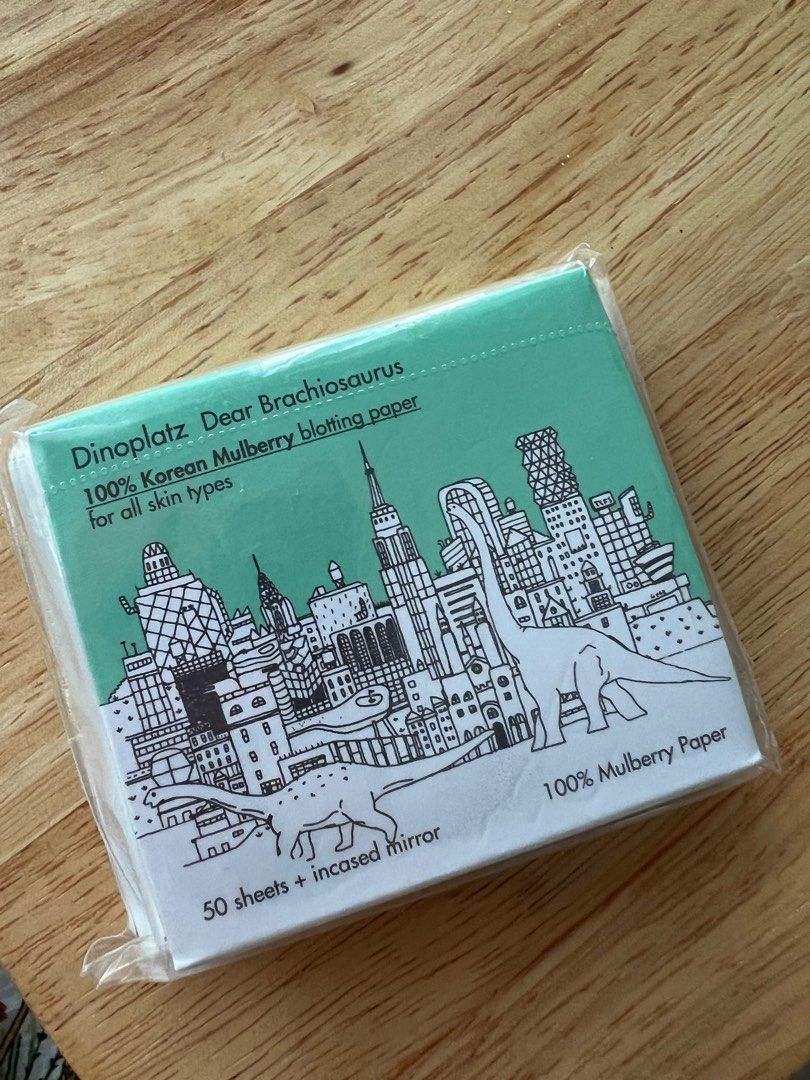 Dinoplatz Dear Brachiosaurus
100% Korean Mulberry blotting paper
for all skin types
100% Mulberry Paper
50 sheets + incased mirror